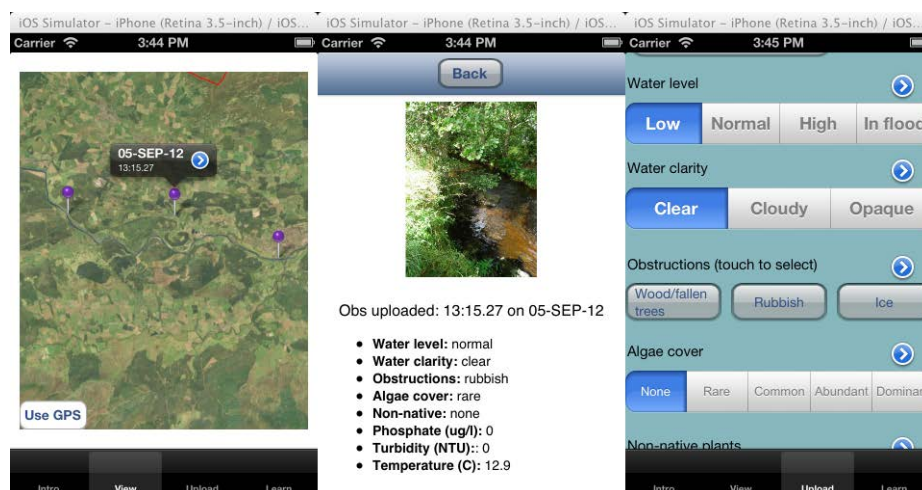 iOS Simulator – iPhone (Retina 3.5-inch) / iOS...
Carrier 3:44 PM
05-SEP-12
13:15.27
Use GPS
Intro View Upload Learn
iOS Simulator – iPhone (Retina 3.5-inch) / iOS...
Carrier 3:44 PM
Back
Obs uploaded: 13:15.27 on 05-SEP-12
• Water level: normal
• Water clarity: clear
• Obstructions: rubbish
• Algae cover: rare
• Non-native: none
• Phosphate (ug/l): 0
• Turbidity (NTU):: 0
• Temperature (C): 12.9
iOS Simulator – iPhone (Retina 3.5-inch) / iOS...
Carrier 3:45 PM
Water level
Low Normal High In flood
Water clarity
Clear Cloudy Opaque
Obstructions (touch to select)
Wood/fallen
trees
Rubbish Ice
Algae cover
None Rare Common Abundant Dominan
Non-native plants
Intro View Upload Learn